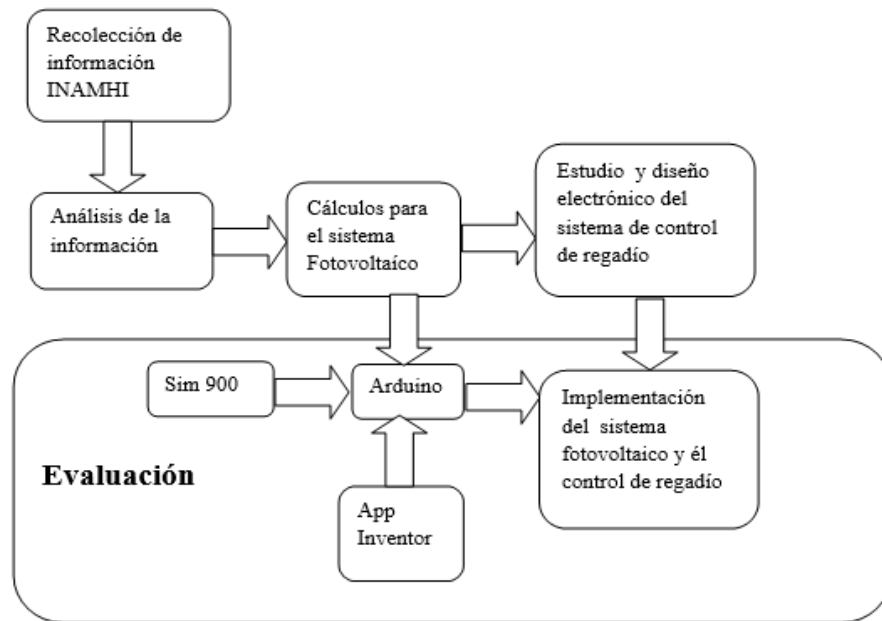 Recolección de
información
INAMHI
Análisis de la
información
Cálculos para
el sistema
Fotovoltaíco
Estudio y diseño
electrónico del
sistema de control
de regadío
Sim 900
Arduino
Implementación
del sistema
fotovoltaico y él
control de regadío
Evaluación
App
Inventor